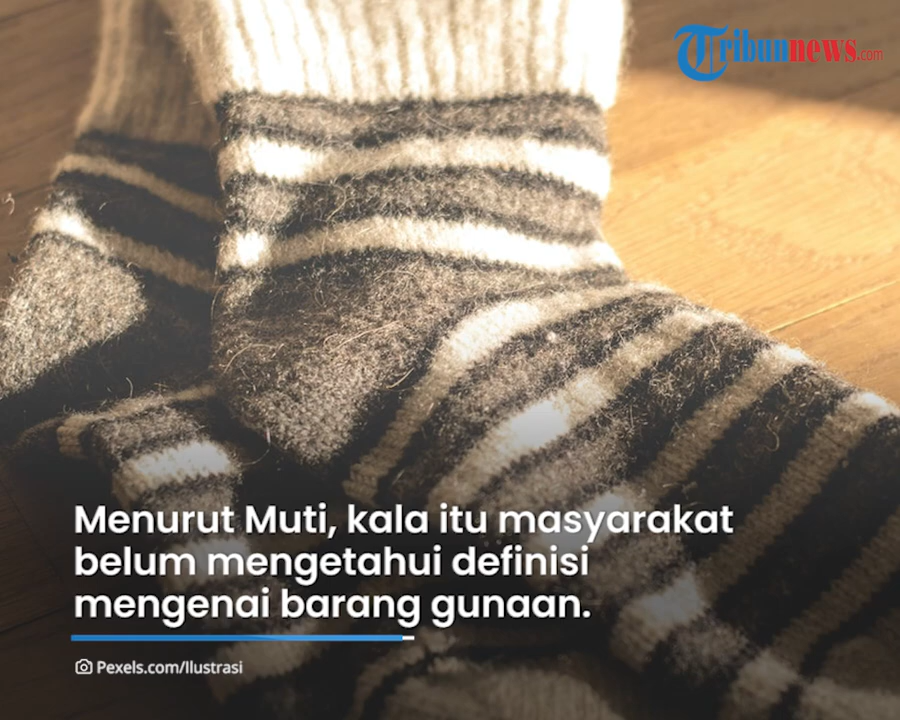 Tribunnews.com
Menurut Muti, kala itu masyarakat
belum mengetahui definisi
mengenai barang gunaan.
Pexels.com/Ilustrasi